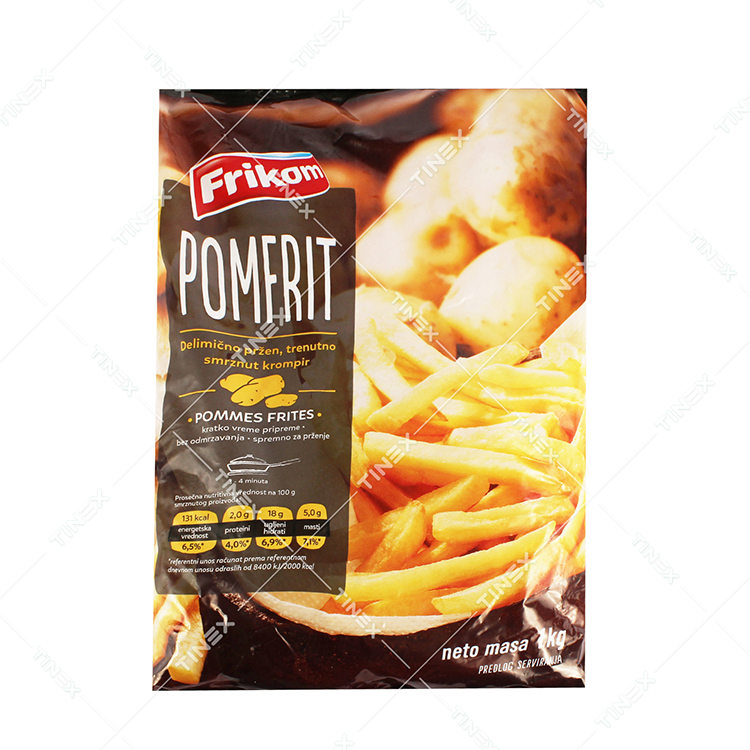 Frikom
POMFRIT
Delimično pržen, trenutno
smrznut krompir
• POMMES FRITES •
kratko vreme pripreme •
bez odmrzavanja • spremno za prženje
3 - 4 minuta
Prosečna nutritivna vrednost na 100 g
smrznutog proizvoda
131 kcal 2,0 g 18 g 5,0 g
energetska vrednost proteini ugljeni hidrati masti
6,5%* 4,0%* 6,9%* 7,1%*
*referentni unos računat prema referentnom
dnevnom unosu odraslih od 8400 kJ/2000 kcal
neto masa 1kg
PREDLOG SERVIRANJA
TINEX